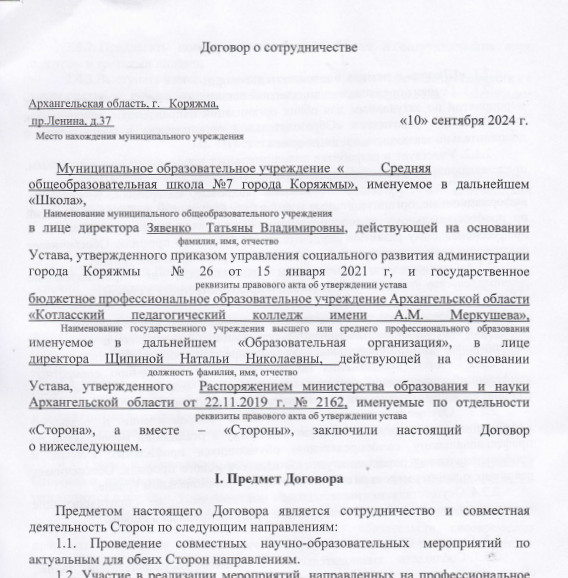 Договор о сотрудничестве
Архангельская область, г. Коряжма,
пр.Ленина, д.37 «10» сентября 2024 г.
Место нахождения муниципального учреждения
Муниципальное образовательное учреждение « Средняя
общеобразовательная школа №7 города Коряжмы», именуемое в дальнейшем
«Школа»,
Наименование муниципального общеобразовательного учреждения
в лице директора Зявенко Татьяны Владимировны, действующей на основании
фамилия, имя, отчество
Устава, утвержденного приказом управления социального развития администрации
города Коряжмы № 26 от 15 января 2021 г, и государственное
реквизиты правового акта об утверждении устава
бюджетное профессиональное образовательное учреждение Архангельской области
«Котласский педагогический колледж имени А.М. Меркушева»,
Наименование государственного учреждения высшего или среднего профессионального образования
именуемое в дальнейшем «Образовательная организация», в лице
директора Щипиной Натальи Николаевны, действующей на основании
должность фамилия, имя, отчество
Устава, утвержденного Распоряжением министерства образования и науки
Архангельской области от 22.11.2019 г. № 2162, именуемые по отдельности
реквизиты правового акта об утверждении устава
«Сторона», а вместе – «Стороны», заключили настоящий Договор
о нижеследующем.
I. Предмет Договора
Предметом настоящего Договора является сотрудничество и совместная
деятельность Сторон по следующим направлениям:
1.1. Проведение совместных научно-образовательных мероприятий по
актуальным для обеих Сторон направлениям.
1.2. Участие в реализации мероприятий, направленных на профессиональное